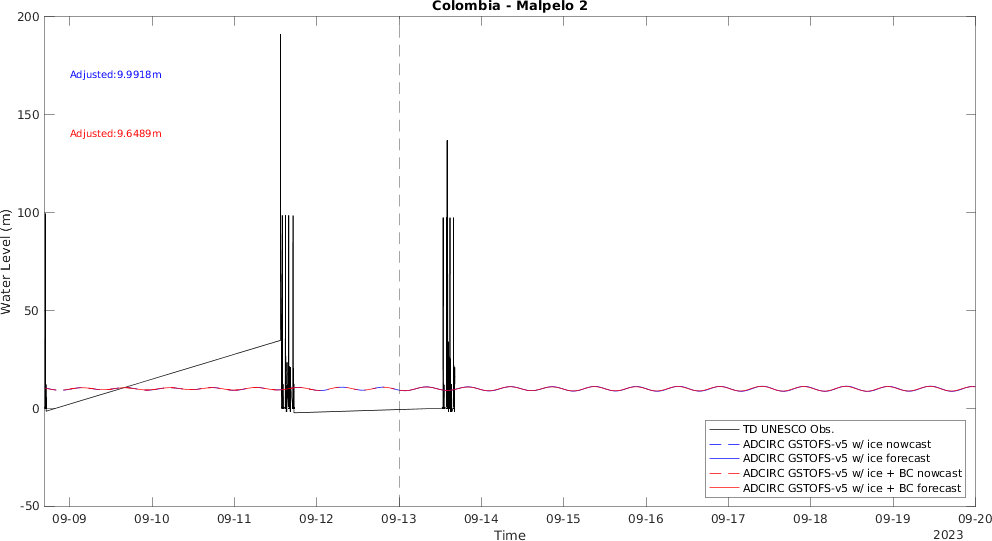 Colombia - Malpelo 2
200
150
100
50
0
-50
Water Level (m)
Adjusted:9.9918m
Adjusted:9.6489m
TD UNESCO Obs.
ADCIRC GSTOFS-v5 w/ ice nowcast
ADCIRC GSTOFS-v5 w/ ice forecast
ADCIRC GSTOFS-v5 w/ ice + BC nowcast
ADCIRC GSTOFS-v5 w/ ice + BC forecast
09-09 09-10 09-11 09-12 09-13 09-14 09-15 09-16 09-17 09-18 09-19 09-20
Time
2023